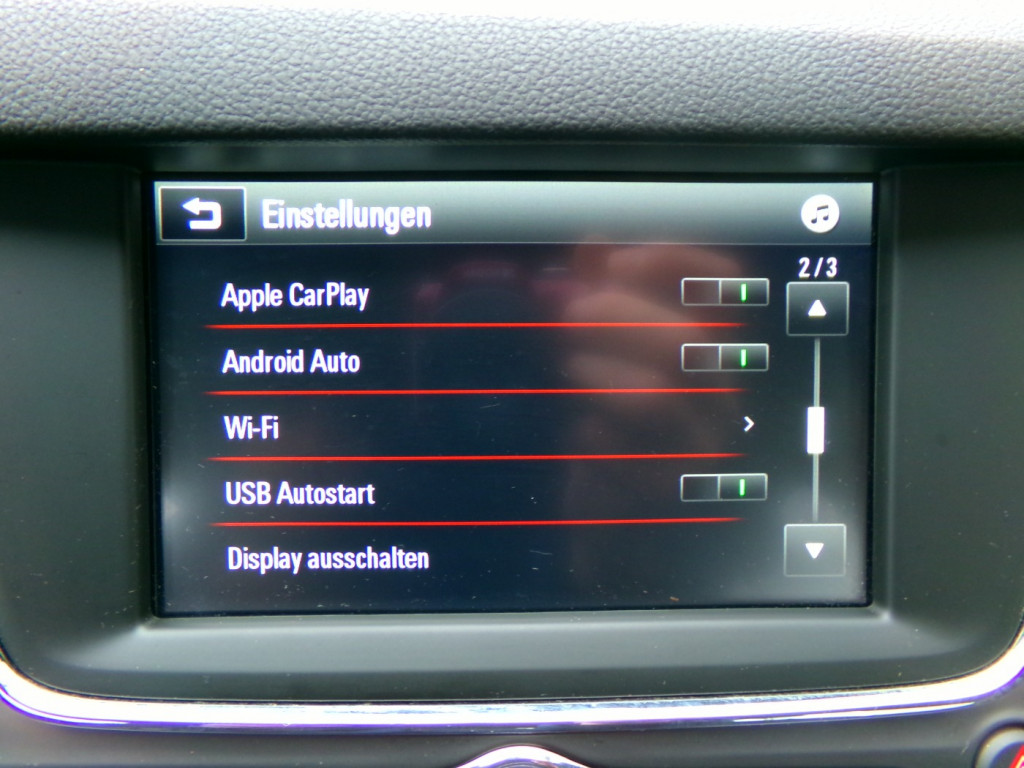 Einstellungen
2/3
Apple CarPlay
Android Auto
Wi-Fi
USB Autostart
Display ausschalten